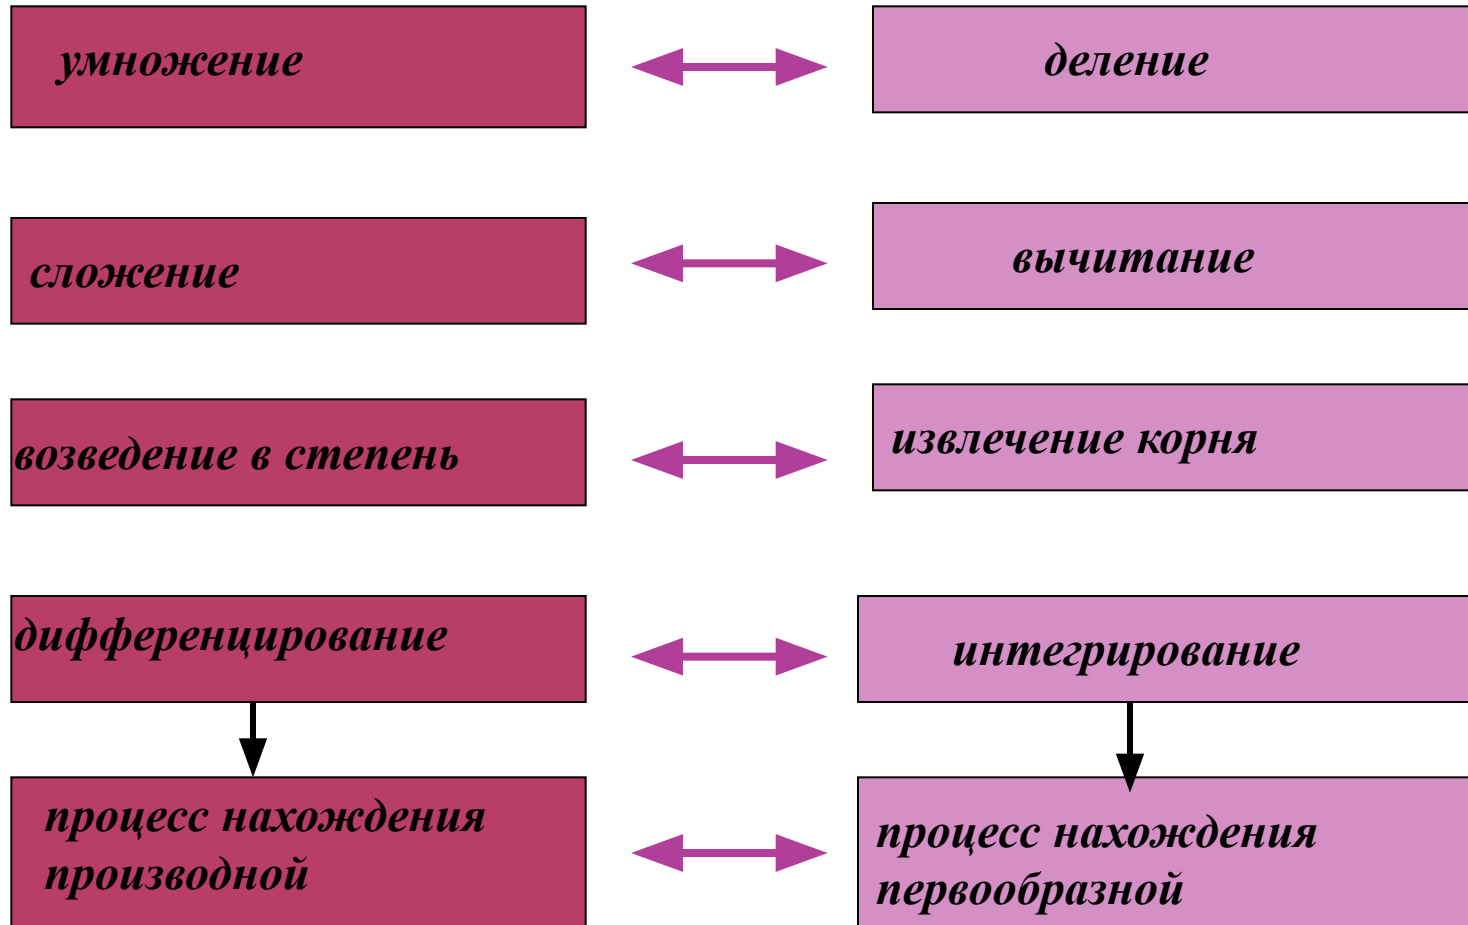 умножение
деление
сложение
вычитание
возведение в степень
извлечение корня
дифференцирование
интегрирование
процесс нахождения
производной
процесс нахождения
первообразной